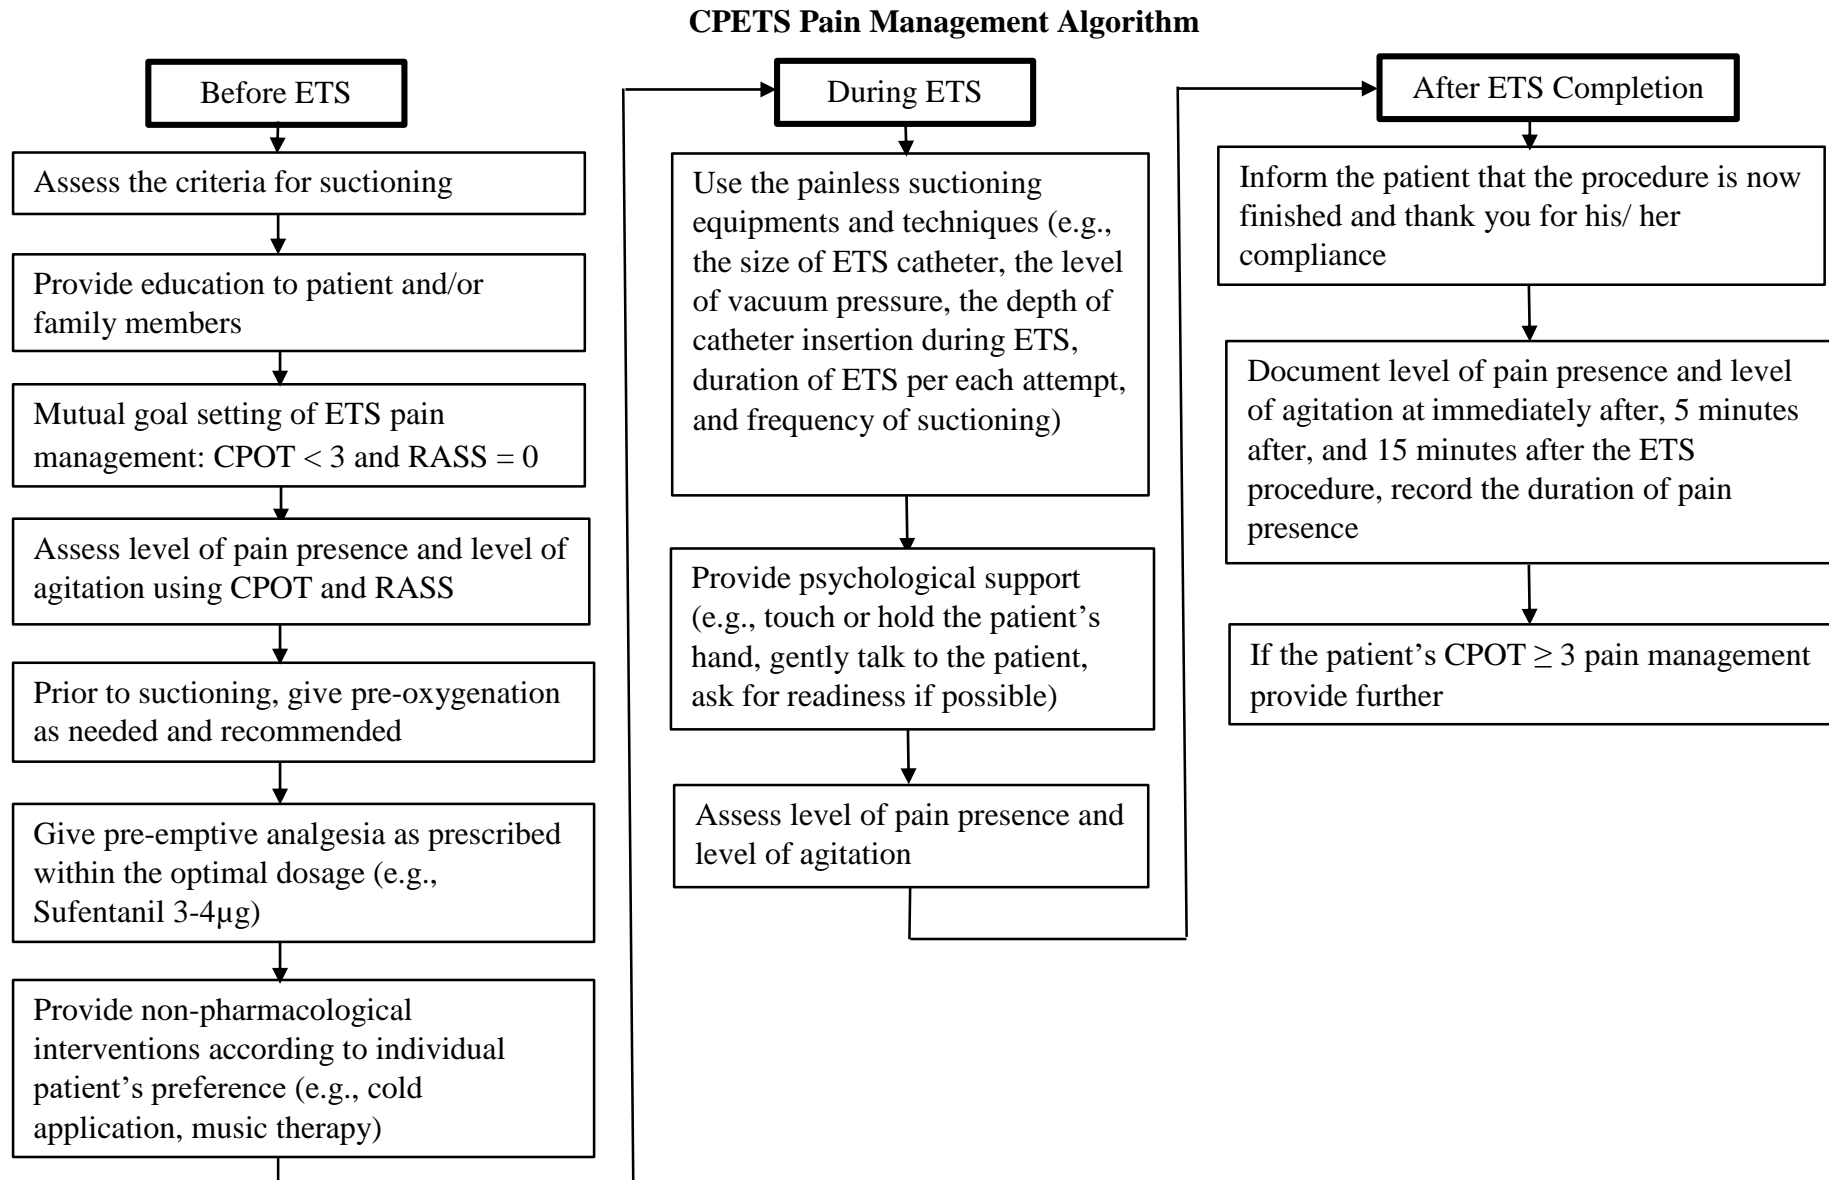 CPETS Pain Management Algorithm
Before ETS
Assess the criteria for suctioning
Provide education to patient and/or
family members
Mutual goal setting of ETS pain
management: CPOT < 3 and RASS = 0
Assess level of pain presence and level of
agitation using CPOT and RASS
Prior to suctioning, give pre-oxygenation
as needed and recommended
Give pre-emptive analgesia as prescribed
within the optimal dosage (e.g.,
Sufentanil 3-4µg)
Provide non-pharmacological
interventions according to individual
patient’s preference (e.g., cold
application, music therapy)
During ETS
Use the painless suctioning
equipments and techniques (e.g.,
the size of ETS catheter, the level
of vacuum pressure, the depth of
catheter insertion during ETS,
duration of ETS per each attempt,
and frequency of suctioning)
Provide psychological support
(e.g., touch or hold the patient’s
hand, gently talk to the patient,
ask for readiness if possible)
Assess level of pain presence and
level of agitation
After ETS Completion
Inform the patient that the procedure is now
finished and thank you for his/ her
compliance
Document level of pain presence and level
of agitation at immediately after, 5 minutes
after, and 15 minutes after the ETS
procedure, record the duration of pain
presence
If the patient’s CPOT ≥ 3 pain management
provide further